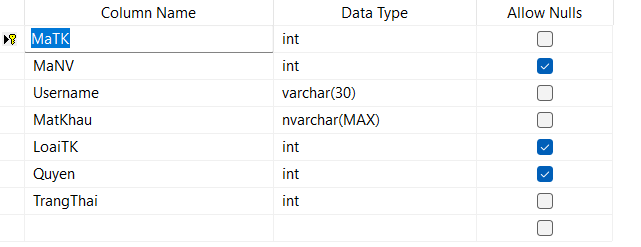 Column Name Data Type Allow Nulls
MaTK int
MaNV int
Username varchar(30)
MatKhau nvarchar(MAX)
LoaiTK int
Quyen int
TrangThai int